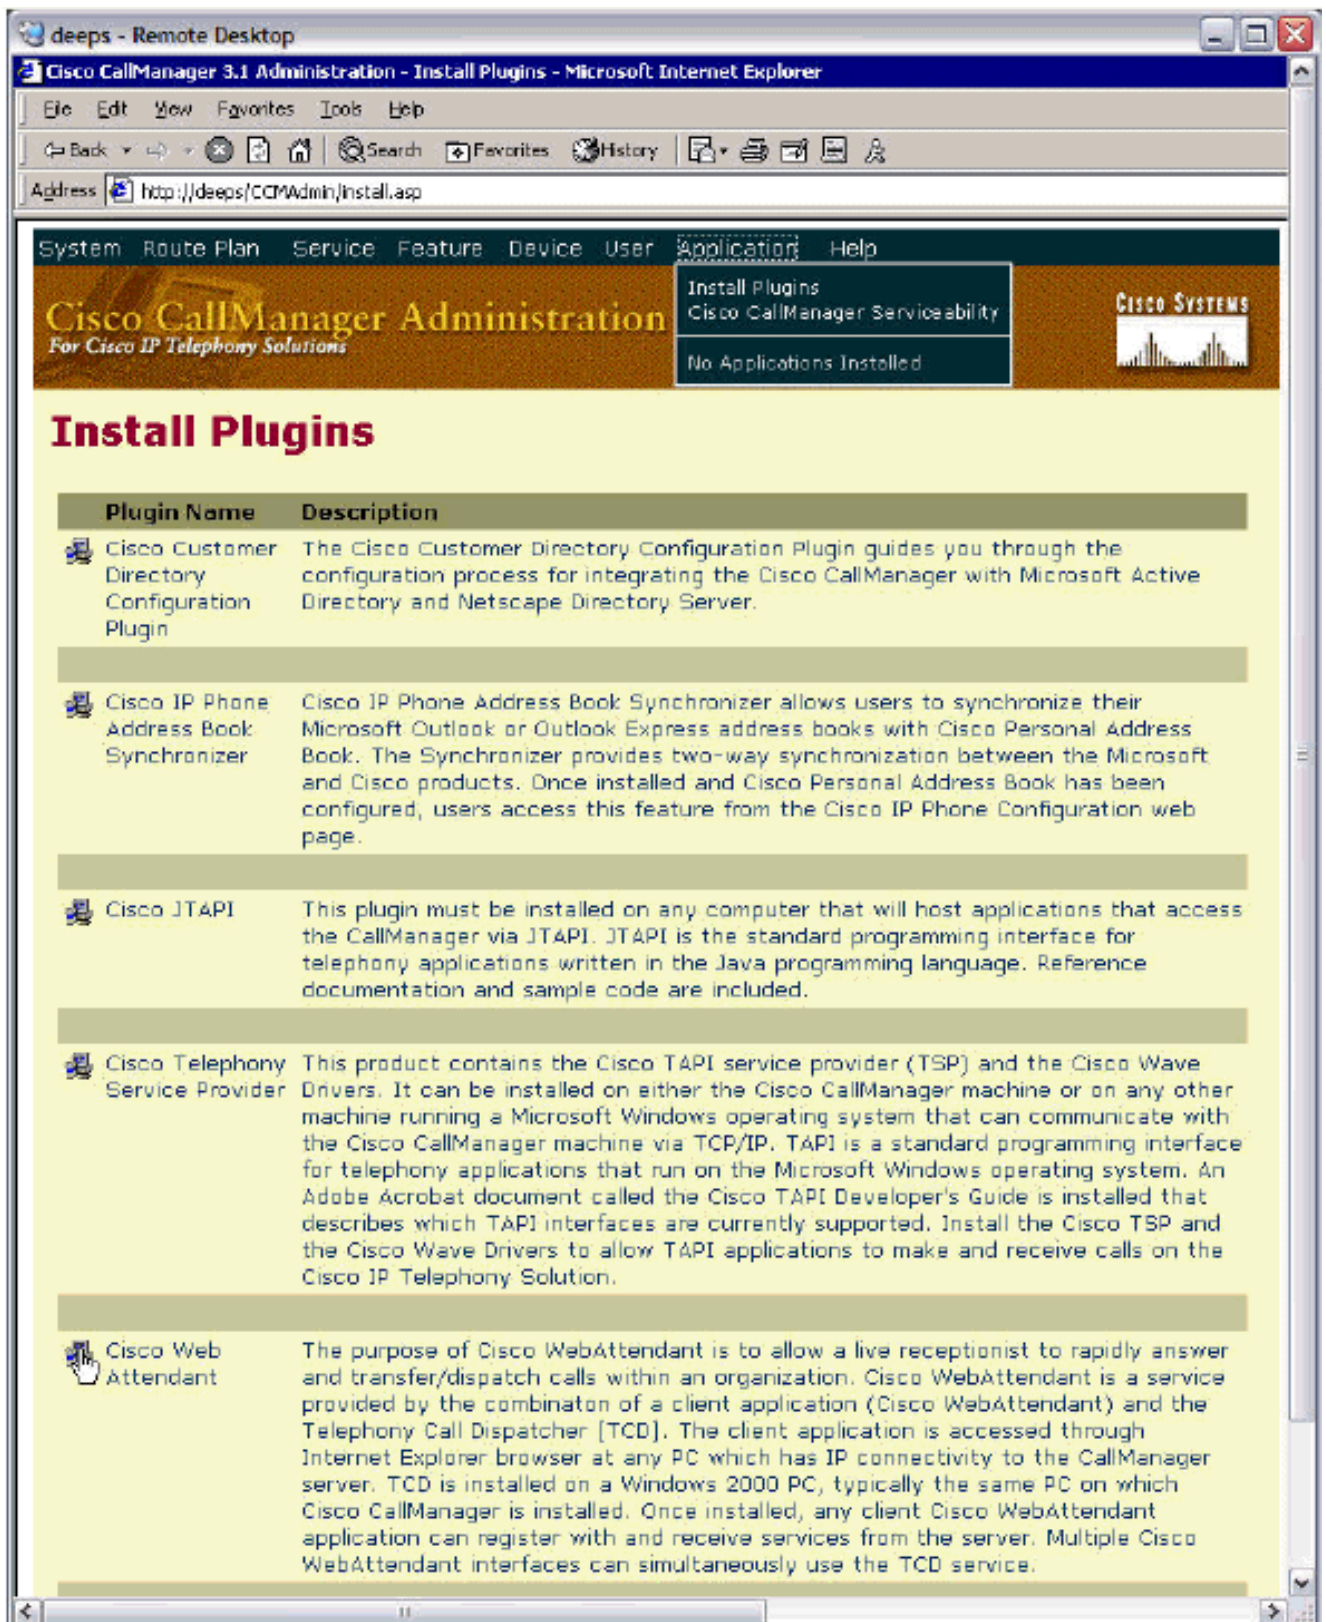 deeps - Remote Desktop
Cisco CallManager 3.1 Administration - Install Plugins - Microsoft Internet Explorer
File Edit View Favorites Tools Help
Back Search Favorites History
Address http://deeps/CCMAdmin/install.asp
System Route Plan Service Feature Device User Application Help
Install Plugins
Cisco CallManager Serviceability
No Applications Installed
Cisco CallManager Administration
For Cisco IP Telephony Solutions
CISCO SYSTEMS
Install Plugins
Plugin Name Description
Cisco Customer
Directory
Configuration
Plugin
The Cisco Customer Directory Configuration Plugin guides you through the
configuration process for integrating the Cisco CallManager with Microsoft Active
Directory and Netscape Directory Server.
Cisco IP Phone
Address Book
Synchronizer
Cisco IP Phone Address Book Synchronizer allows users to synchronize their
Microsoft Outlook or Outlook Express address books with Cisco Personal Address
Book. The Synchronizer provides two-way synchronization between the Microsoft
and Cisco products. Once installed and Cisco Personal Address Book has been
configured, users access this feature from the Cisco IP Phone Configuration web
page.
Cisco JTAPI
This plugin must be installed on any computer that will host applications that access
the CallManager via JTAPI. JTAPI is the standard programming interface for
telephony applications written in the Java programming language. Reference
documentation and sample code are included.
Cisco Telephony
Service Provider
This product contains the Cisco TAPI service provider (TSP) and the Cisco Wave
Drivers. It can be installed on either the Cisco CallManager machine or on any other
machine running a Microsoft Windows operating system that can communicate with
the Cisco CallManager machine via TCP/IP. TAPI is a standard programming interface
for telephony applications that run on the Microsoft Windows operating system. An
Adobe Acrobat document called the Cisco TAPI Developer's Guide is installed that
describes which TAPI interfaces are currently supported. Install the Cisco TSP and
the Cisco Wave Drivers to allow TAPI applications to make and receive calls on the
Cisco IP Telephony Solution.
Cisco Web
Attendant
The purpose of Cisco WebAttendant is to allow a live receptionist to rapidly answer
and transfer/dispatch calls within an organization. Cisco WebAttendant is a service
provided by the combinaton of a client application (Cisco WebAttendant) and the
Telephony Call Dispatcher [TCD]. The client application is accessed through
Internet Explorer browser at any PC which has IP connectivity to the CallManager
server. TCD is installed on a Windows 2000 PC, typically the same PC on which
Cisco CallManager is installed. Once installed, any client Cisco WebAttendant
application can register with and receive services from the server. Multiple Cisco
WebAttendant interfaces can simultaneously use the TCD service.